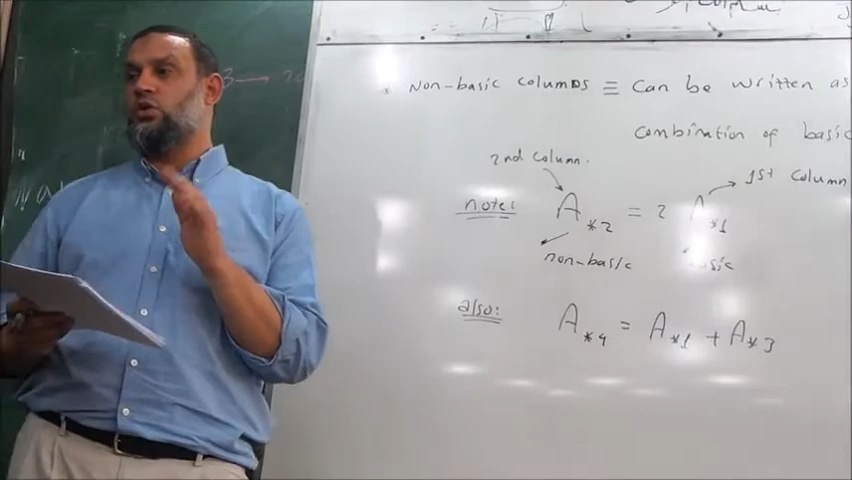 * Non-basic columns ≡ can be written as
combination of basic
2nd column.
1st column
note: A*2 = 2 A*1
non-basic
also: A*4 = A*1 + A*3